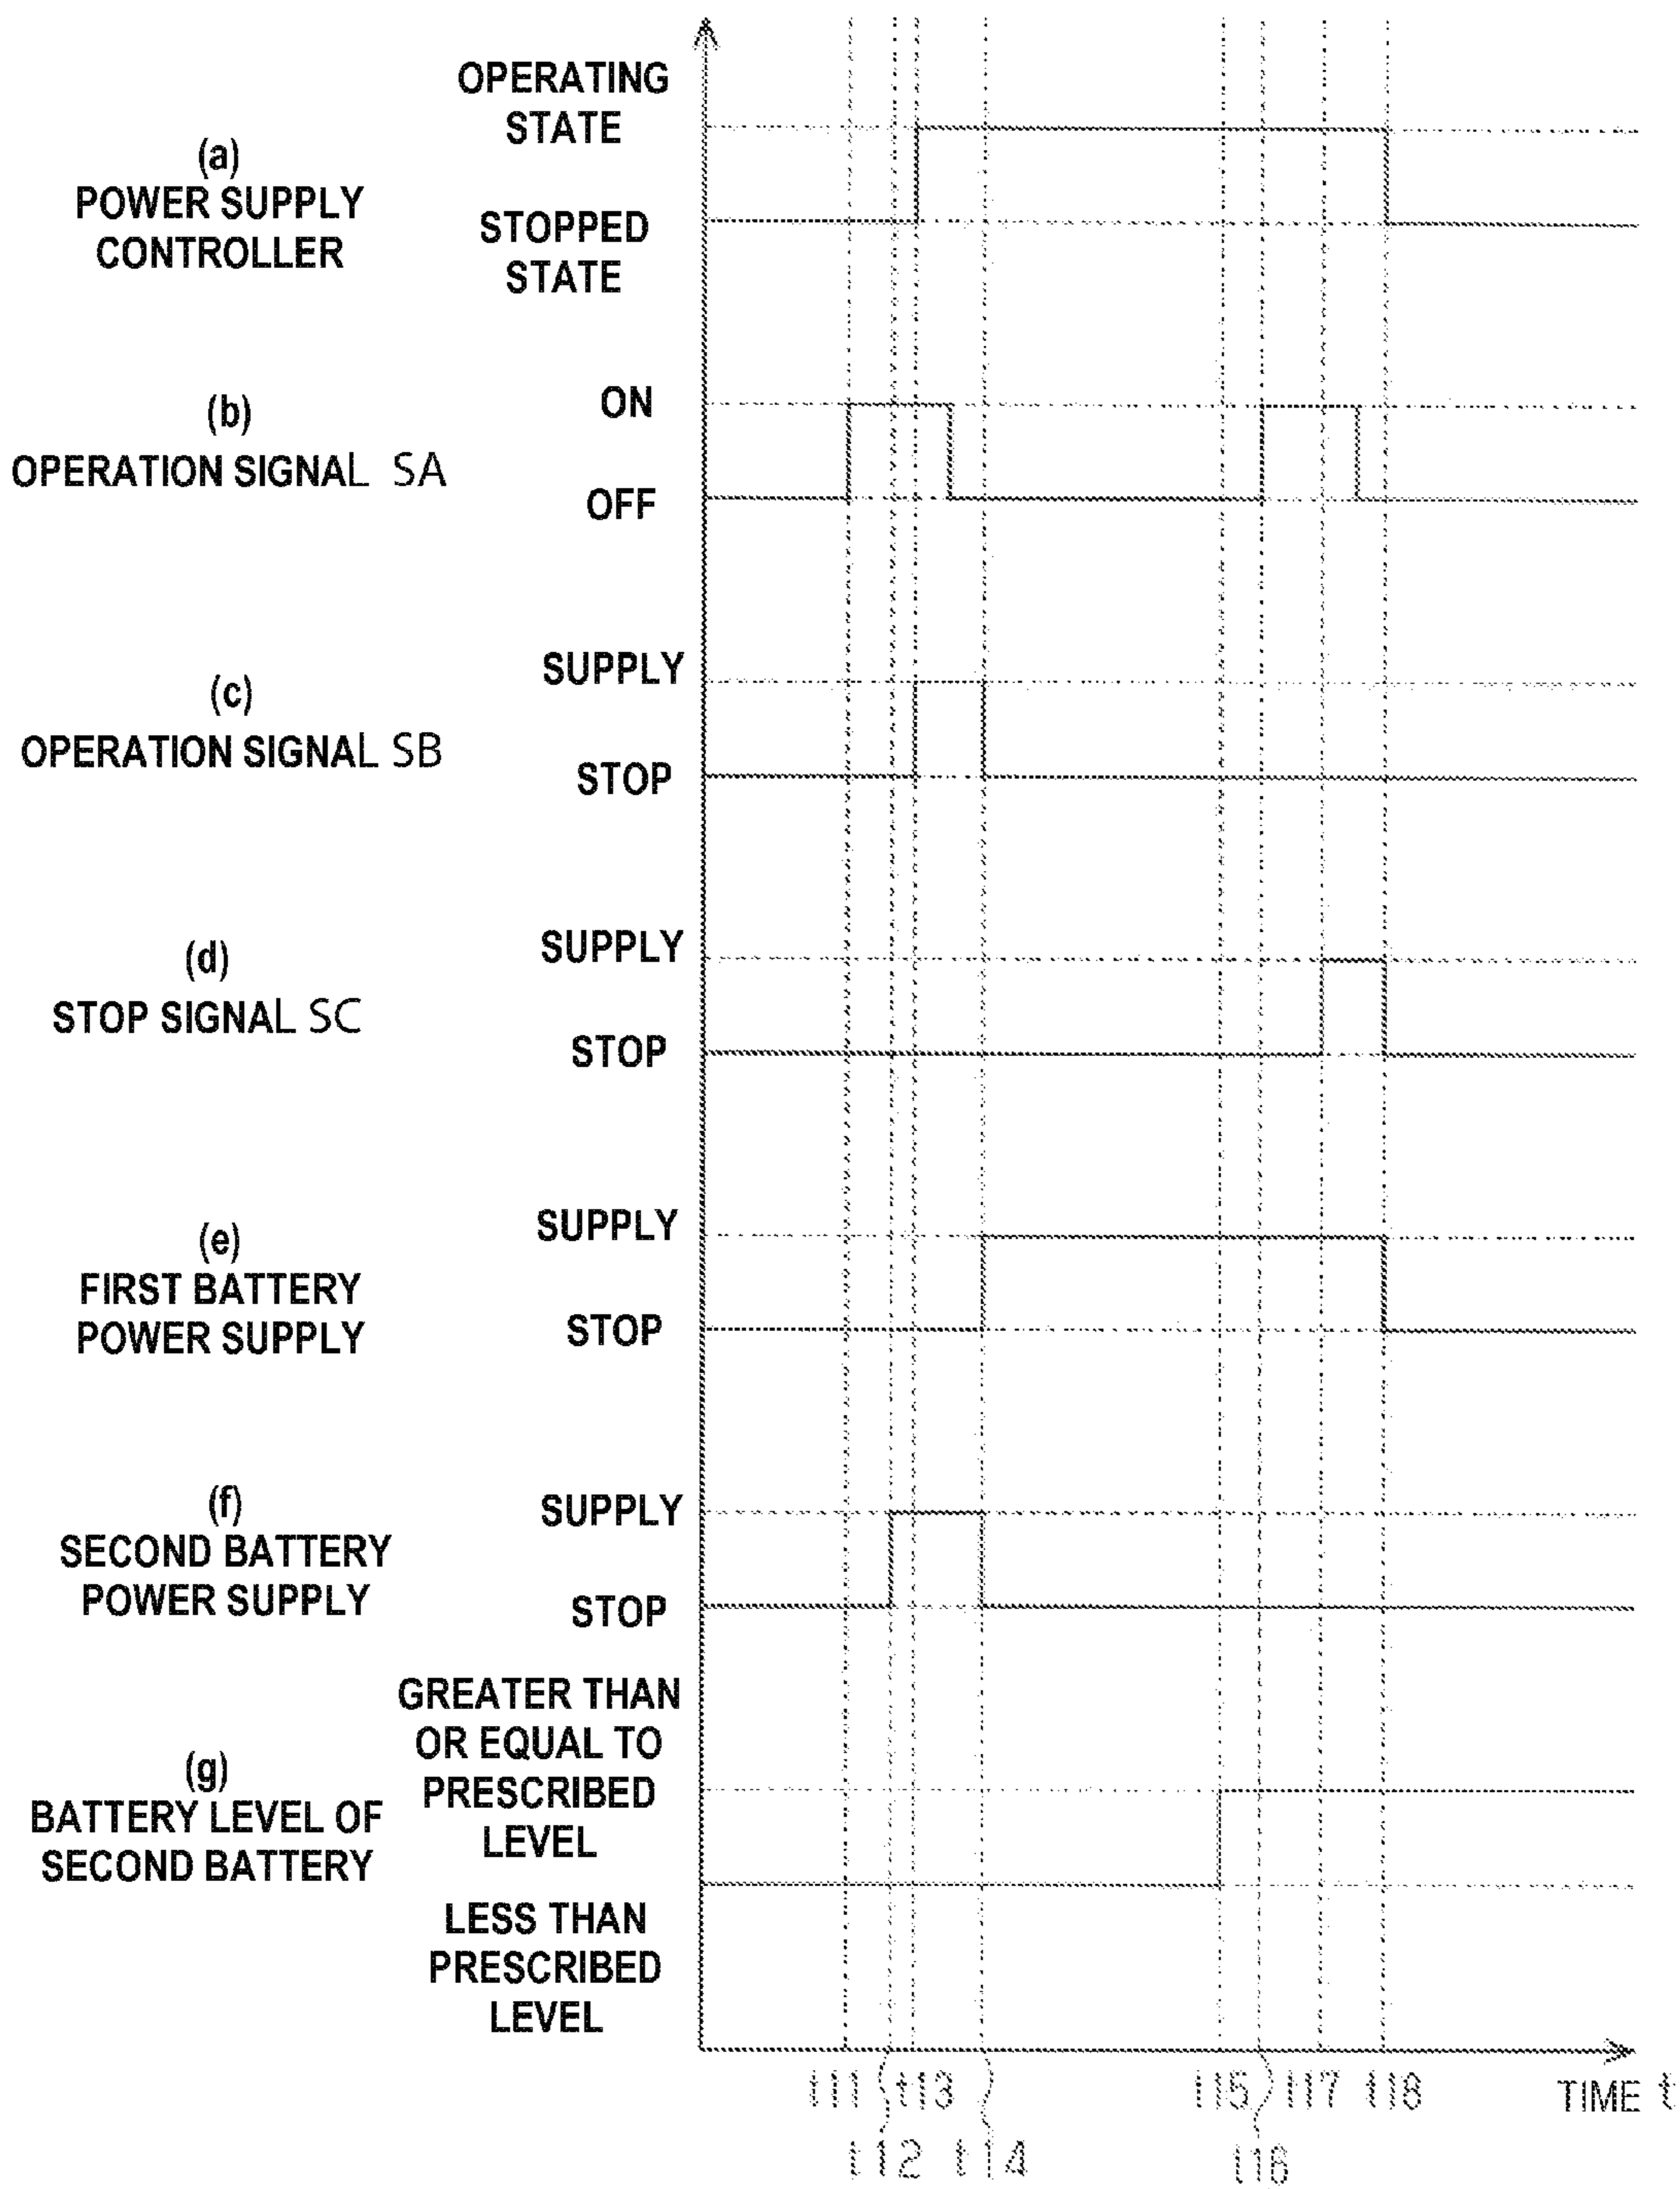 OPERATING
STATE
(a)
POWER SUPPLY
CONTROLLER
STOPPED
STATE
(b)
OPERATION SIGNAL SA
ON
OFF
(c)
OPERATION SIGNAL SB
SUPPLY
STOP
(d)
STOP SIGNAL SC
SUPPLY
STOP
(e)
FIRST BATTERY
POWER SUPPLY
SUPPLY
STOP
(f)
SECOND BATTERY
POWER SUPPLY
SUPPLY
STOP
(g)
BATTERY LEVEL OF
SECOND BATTERY
GREATER THAN
OR EQUAL TO
PRESCRIBED
LEVEL
LESS THAN
PRESCRIBED
LEVEL
t11 t13 t15 t17 t18 TIME t
t12 t14 t16